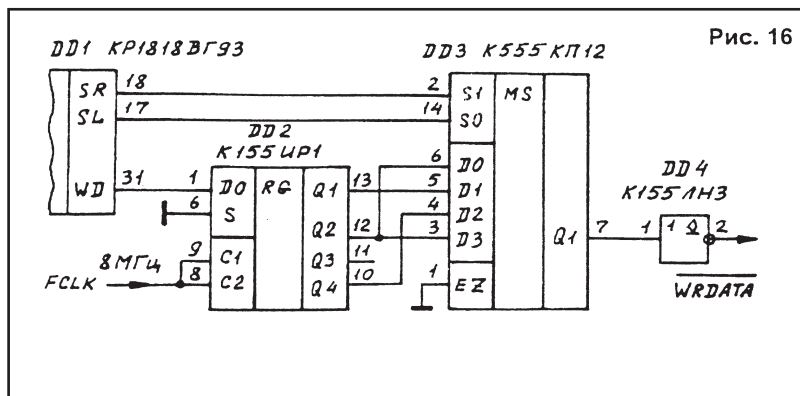 Рис. 16
DD1 КР1818ВГ93
DD3 К555КП12
SR 18
SL 17
WD 31
DD2
К155ИР1
1 D0 RG Q1 13
6 S
Q2 12
9 C1
Q3 11
8 C2
Q4 10
FCLK 8МГц
2 S1 MS
14 S0
6 D0
5 D1
4 D2
3 D3
Q1 7
1 EZ
DD4
К155ЛН3
1 1 ◊ 2
WRDATA